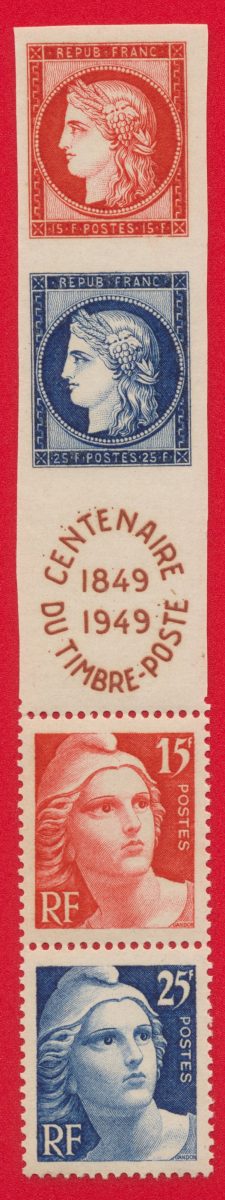 REPUB FRANC
15·F·POSTES·15·F
REPUB FRANC
25·F·POSTES·25·F
CENTENAIRE
1849
1949
DU TIMBRE-POSTE
15F
POSTES
RF
GANDON
25F
POSTES
RF
GANDON